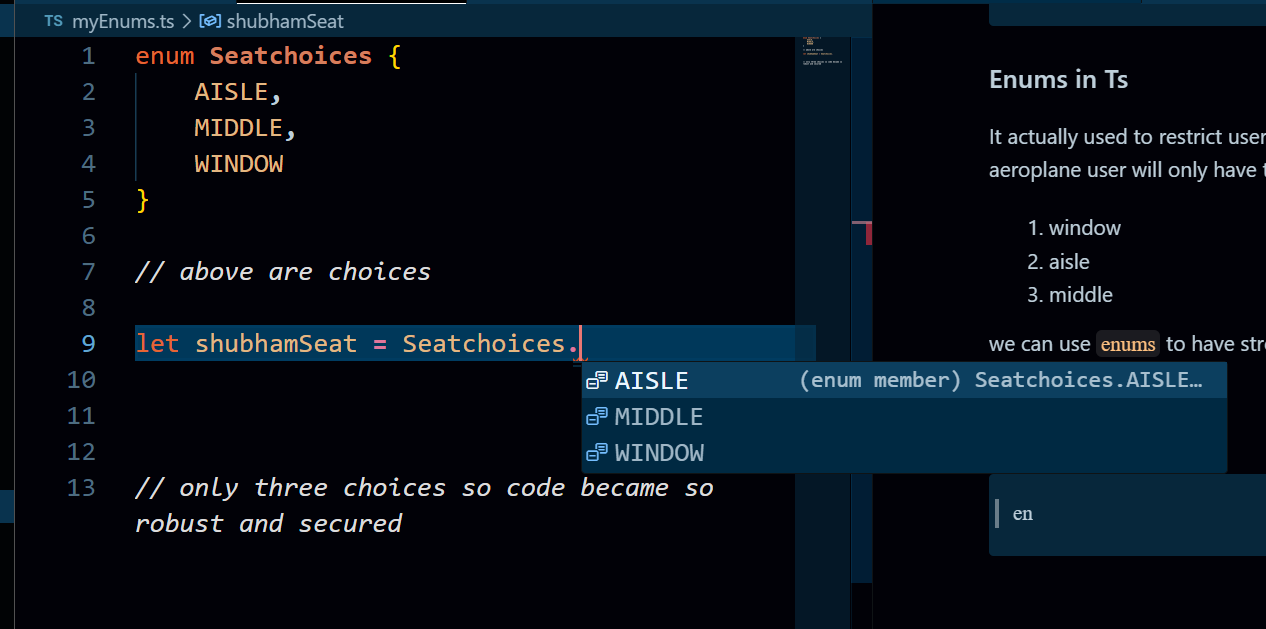 TS myEnums.ts > shubhamSeat
1 enum Seatchoices {
2 AISLE,
3 MIDDLE,
4 WINDOW
5 }
6
7 // above are choices
8
9 let shubhamSeat = Seatchoices.
AISLE (enum member) Seatchoices.AISLE…
MIDDLE
WINDOW
10
11
12
13 // only three choices so code became so
robust and secured
Enums in Ts
It actually used to restrict user
aeroplane user will only have
1. window
2. aisle
3. middle
we can use enums to have
en